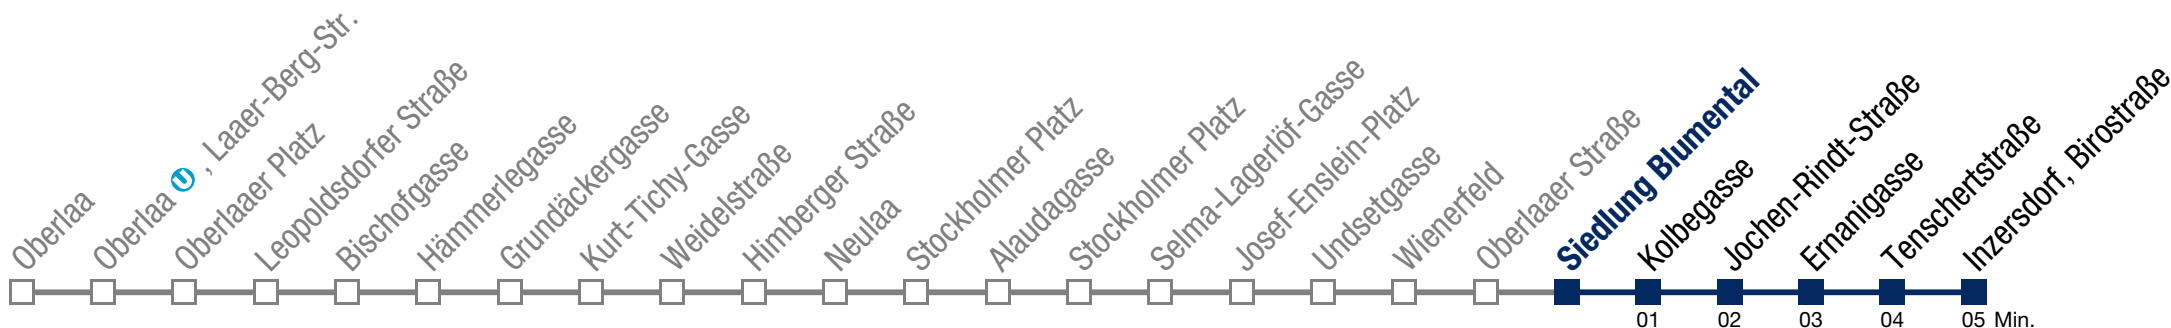 Oberlaa
Oberlaa U , Laaer-Berg-Str.
Oberlaaer Platz
Leopoldsdorfer Straße
Bischofgasse
Hämmerlegasse
Grundäckergasse
Kurt-Tichy-Gasse
Weidelstraße
Himberger Straße
Neulaa
Stockholmer Platz
Alaudagasse
Stockholmer Platz
Selma-Lagerlöf-Gasse
Josef-Enslein-Platz
Undsetgasse
Wienerfeld
Oberlaaer Straße
Siedlung Blumental
Kolbegasse
Jochen-Rindt-Straße
Ernanigasse
Tenschertstraße
Inzersdorf, Birostraße
01 02 03 04 05 Min.